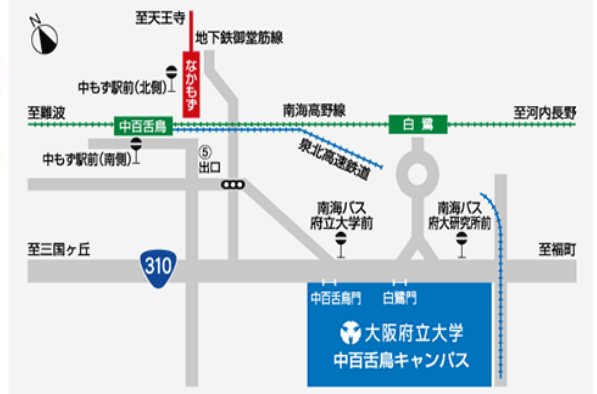 至天王寺
地下鉄御堂筋線
なかもず
中もず駅前(北側)
至難波
中百舌鳥
南海高野線
白鷺
至河内長野
中もず駅前(南側)
⑤
出口
泉北高速鉄道
南海バス
府立大学前
南海バス
府大研究所前
至三国ヶ丘
310
至福町
中百舌鳥門
白鷺門
大阪府立大学
中百舌鳥キャンパス